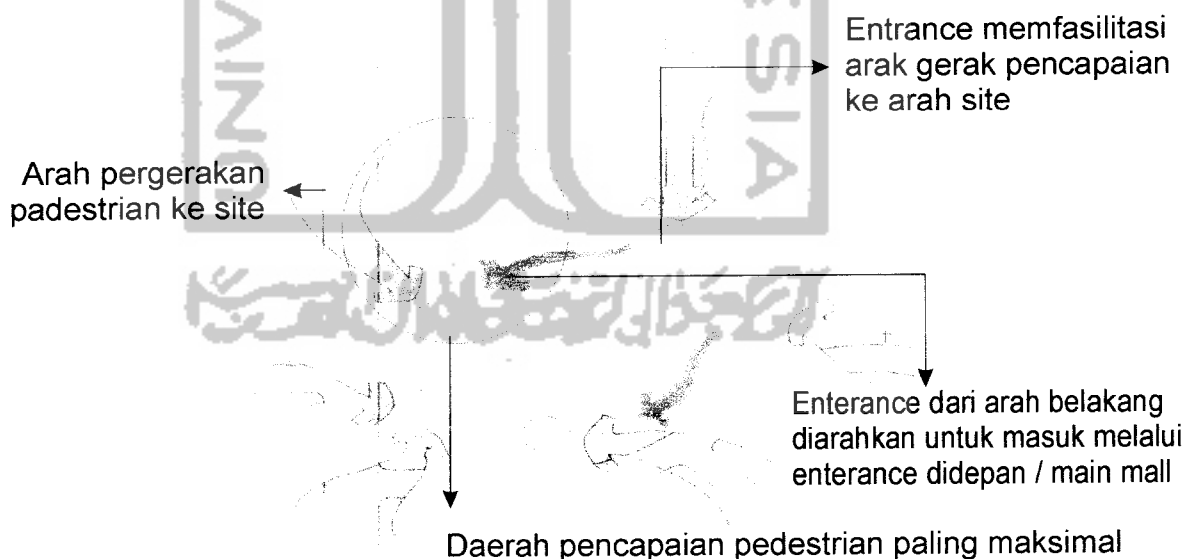 Entrance memfasilitasi
arak gerak pencapaian
ke arah site
Arah pergerakan
padestrian ke site
Enterance dari arah belakang
diarahkan untuk masuk melalui
enterance didepan / main mall
Daerah pencapaian pedestrian paling maksimal